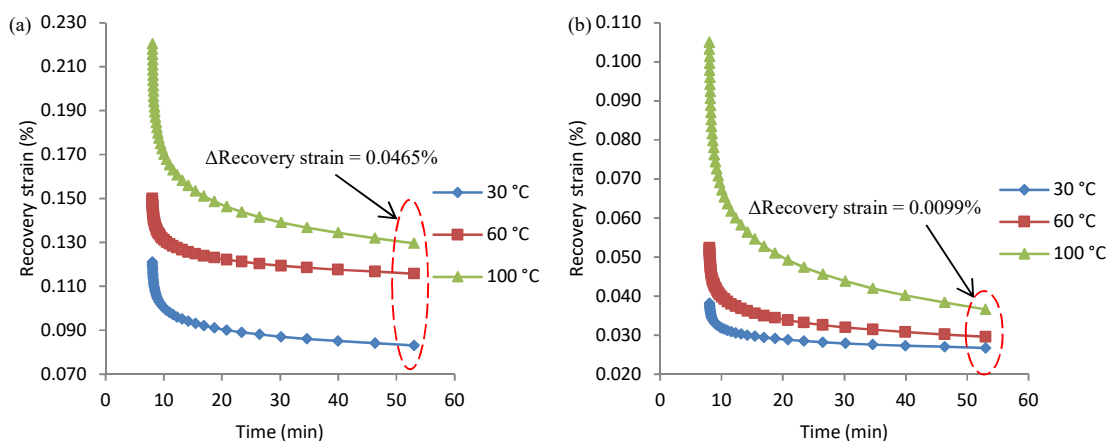 (a)
Recovery strain (%)
0.230
0.210
0.190
0.170
0.150
0.130
0.110
0.090
0.070
ΔRecovery strain = 0.0465%
30 °C
60 °C
100 °C
0 10 20 30 40 50 60
Time (min)
(b)
Recovery strain (%)
0.110
0.100
0.090
0.080
0.070
0.060
0.050
0.040
0.030
0.020
ΔRecovery strain = 0.0099%
30 °C
60 °C
100 °C
0 10 20 30 40 50 60
Time (min)